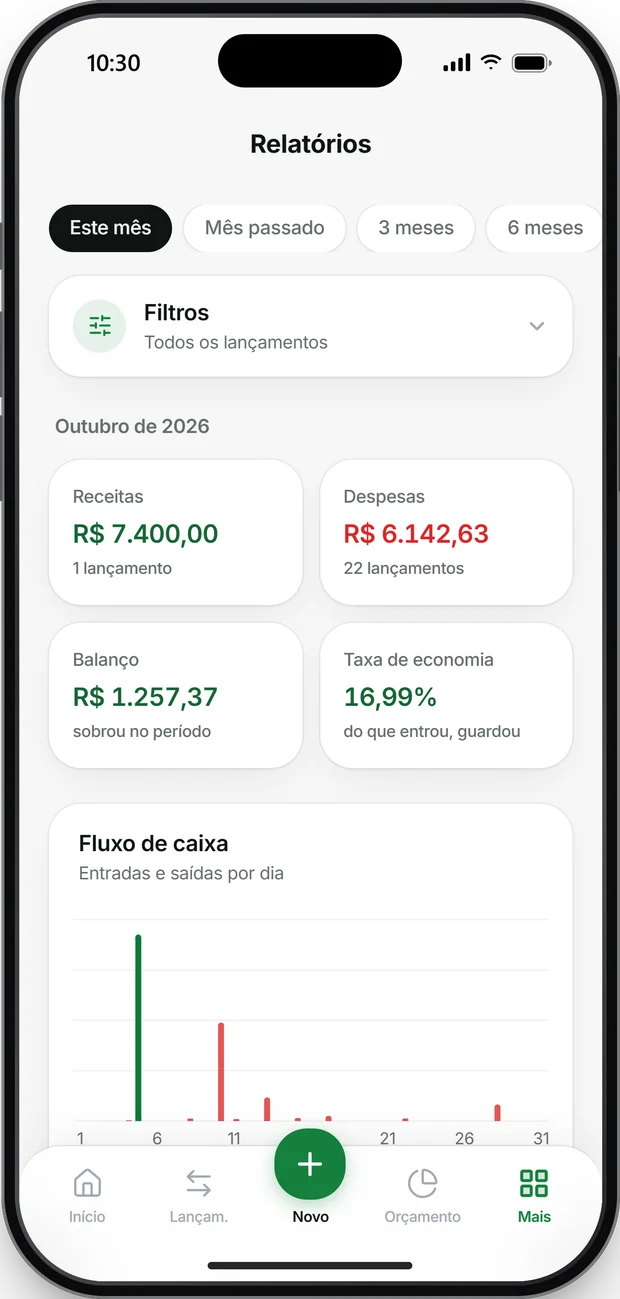 10:30
Relatórios
Este mês
Mês passado
3 meses
6 meses
Filtros
Todos os lançamentos
Outubro de 2026
Receitas
R$ 7.400,00
1 lançamento
Despesas
R$ 6.142,63
22 lançamentos
Balanço
R$ 1.257,37
sobrou no período
Taxa de economia
16,99%
do que entrou, guardou
Fluxo de caixa
Entradas e saídas por dia
1 6 11 21 26 31
Início
Lançam.
Novo
Orçamento
Mais